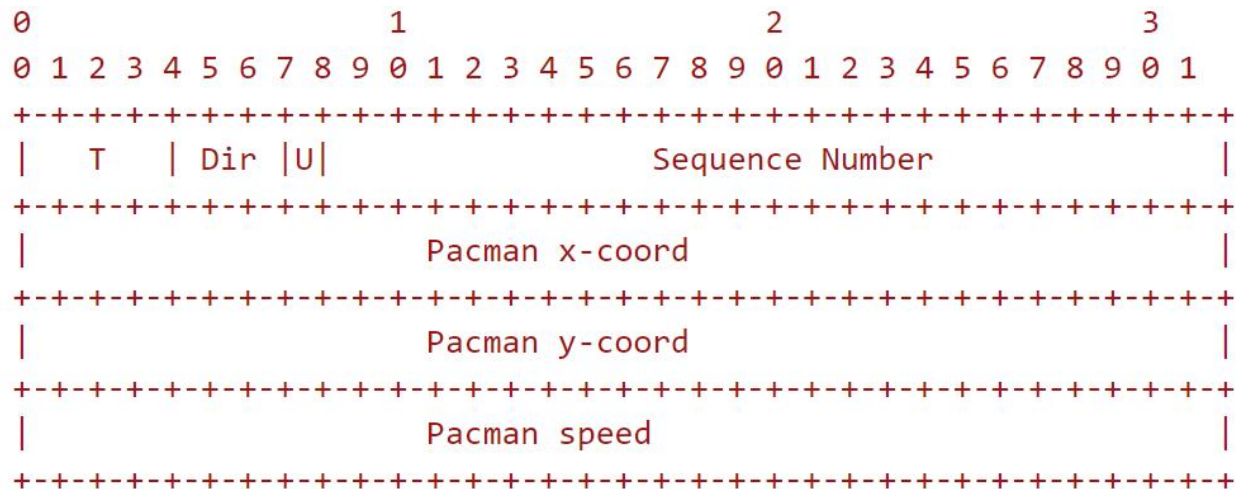 0                   1                   2                   3
0 1 2 3 4 5 6 7 8 9 0 1 2 3 4 5 6 7 8 9 0 1 2 3 4 5 6 7 8 9 0 1
+-+-+-+-+-+-+-+-+-+-+-+-+-+-+-+-+-+-+-+-+-+-+-+-+-+-+-+-+-+-+-+-+
|   T   | Dir |U|                 Sequence Number               |
+-+-+-+-+-+-+-+-+-+-+-+-+-+-+-+-+-+-+-+-+-+-+-+-+-+-+-+-+-+-+-+-+
|                     Pacman x-coord                            |
+-+-+-+-+-+-+-+-+-+-+-+-+-+-+-+-+-+-+-+-+-+-+-+-+-+-+-+-+-+-+-+-+
|                     Pacman y-coord                            |
+-+-+-+-+-+-+-+-+-+-+-+-+-+-+-+-+-+-+-+-+-+-+-+-+-+-+-+-+-+-+-+-+
|                     Pacman speed                              |
+-+-+-+-+-+-+-+-+-+-+-+-+-+-+-+-+-+-+-+-+-+-+-+-+-+-+-+-+-+-+-+-+